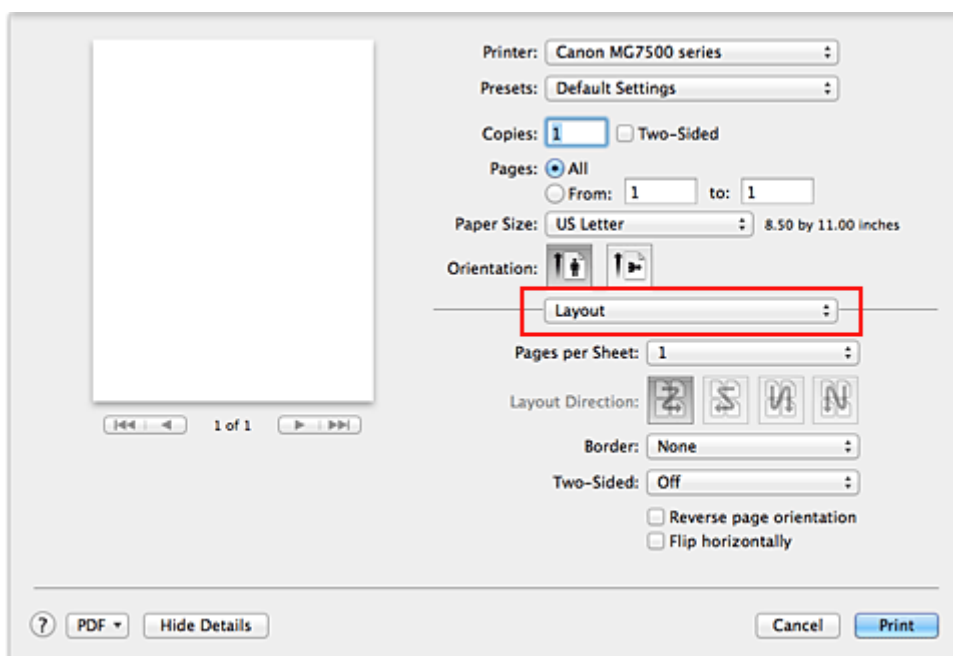 Printer: Canon MG7500 series
Presets: Default Settings
Copies: 1 Two-Sided
Pages: All
From: 1 to: 1
Paper Size: US Letter 8.50 by 11.00 inches
Orientation:
Layout
Pages per Sheet: 1
Layout Direction:
Border: None
Two-Sided: Off
Reverse page orientation
Flip horizontally
1 of 1
? PDF Hide Details Cancel Print